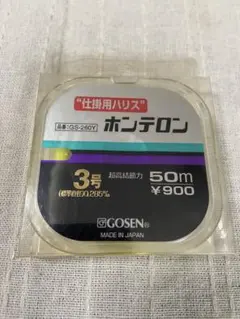 "仕掛用ハリス"
品番:GS-260Y
ホンテロン
3号
超高結節力
50m
¥900
GOSEN
MADE IN JAPAN